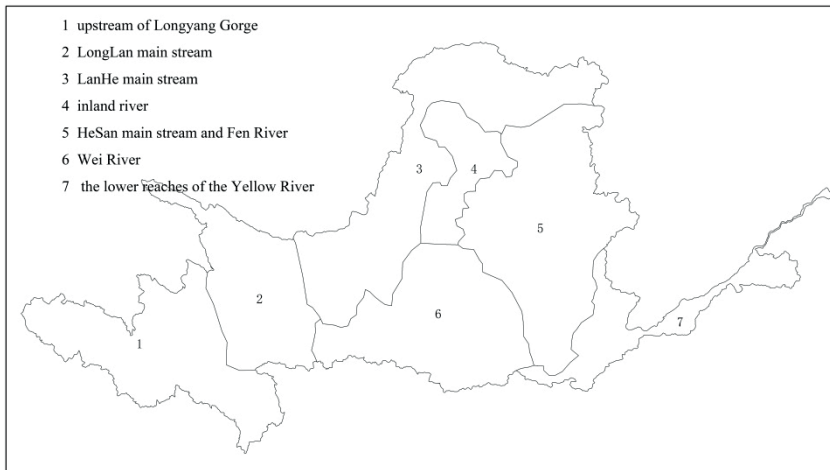 1 upstream of Longyang Gorge
2 LongLan main stream
3 LanHe main stream
4 inland river
5 HeSan main stream and Fen River
6 Wei River
7 the lower reaches of the Yellow River
3
4
5
2
6
7
1